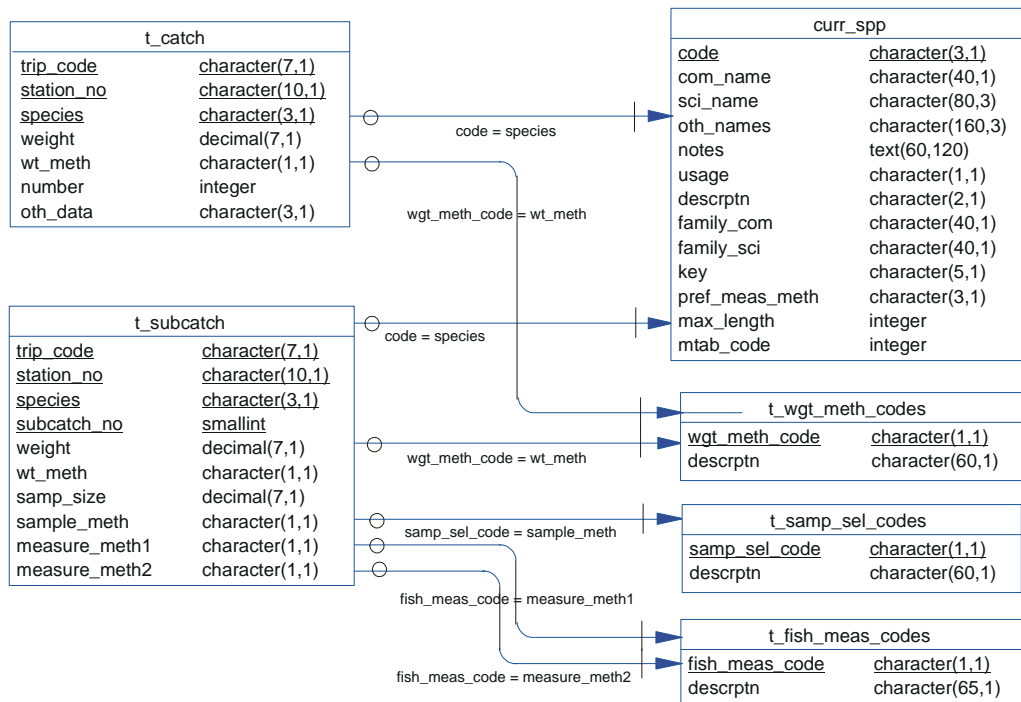 t_catch
trip_code character(7,1)
station_no character(10,1)
species character(3,1)
weight decimal(7,1)
wt_meth character(1,1)
number integer
oth_data character(3,1)
code = species
wgt_meth_code = wt_meth
curr_spp
code character(3,1)
com_name character(40,1)
sci_name character(80,3)
oth_names character(160,3)
notes text(60,120)
usage character(1,1)
descrptn character(2,1)
family_com character(40,1)
family_sci character(40,1)
key character(5,1)
pref_meas_meth character(3,1)
max_length integer
mtab_code integer
t_subcatch
trip_code character(7,1)
station_no character(10,1)
species character(3,1)
subcatch_no smallint
weight decimal(7,1)
wt_meth character(1,1)
samp_size decimal(7,1)
sample_meth character(1,1)
measure_meth1 character(1,1)
measure_meth2 character(1,1)
code = species
wgt_meth_code = wt_meth
samp_sel_code = sample_meth
fish_meas_code = measure_meth1
fish_meas_code = measure_meth2
t_wgt_meth_codes
wgt_meth_code character(1,1)
descrptn character(60,1)
t_samp_sel_codes
samp_sel_code character(1,1)
descrptn character(60,1)
t_fish_meas_codes
fish_meas_code character(1,1)
descrptn character(65,1)